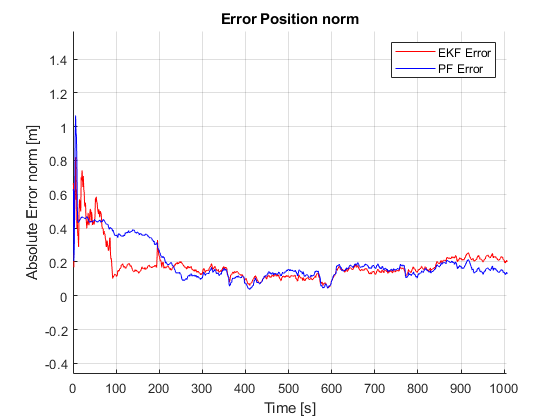 Error Position norm
EKF Error
PF Error
1.4
1.2
1
0.8
0.6
0.4
0.2
0
-0.2
-0.4
Absolute Error norm [m]
0 100 200 300 400 500 600 700 800 900 1000
Time [s]